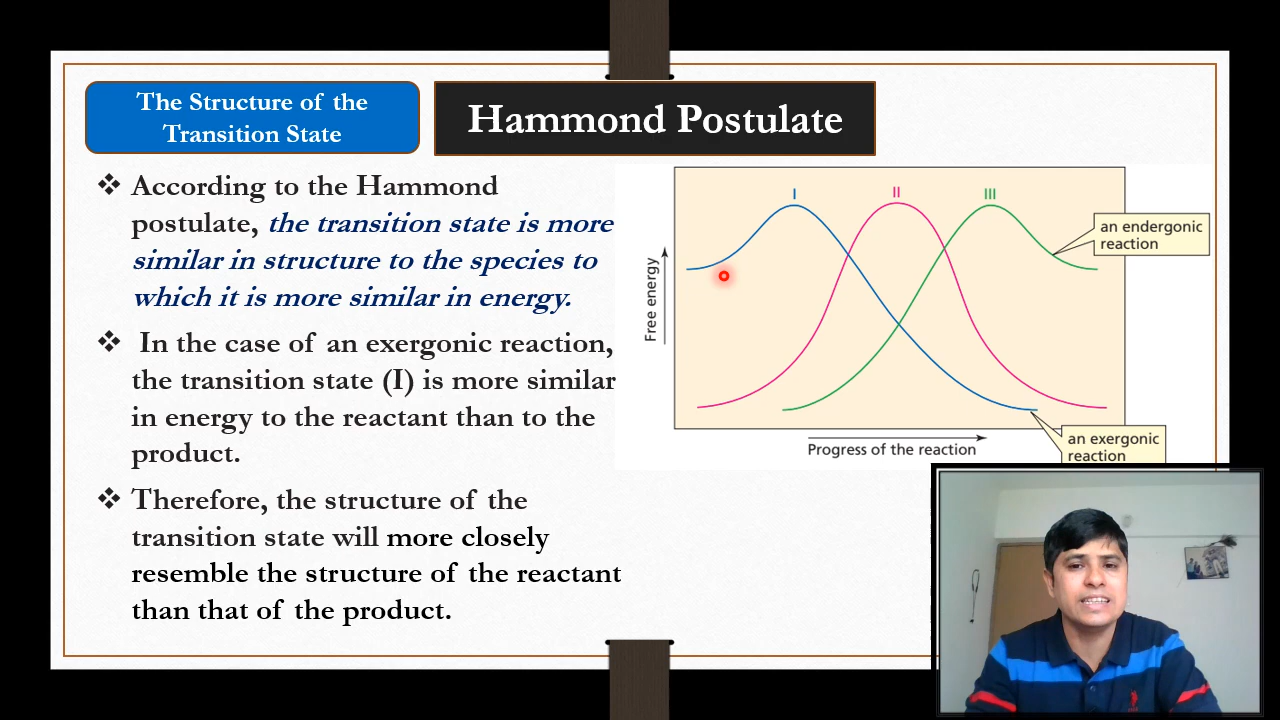 The Structure of the
Transition State
Hammond Postulate
❖ According to the Hammond
postulate, the transition state is more
similar in structure to the species to
which it is more similar in energy.
❖ In the case of an exergonic reaction,
the transition state (I) is more similar
in energy to the reactant than to the
product.
❖ Therefore, the structure of the
transition state will more closely
resemble the structure of the reactant
than that of the product.
I
II
III
an endergonic
reaction
Free energy
Progress of the reaction
an exergonic
reaction